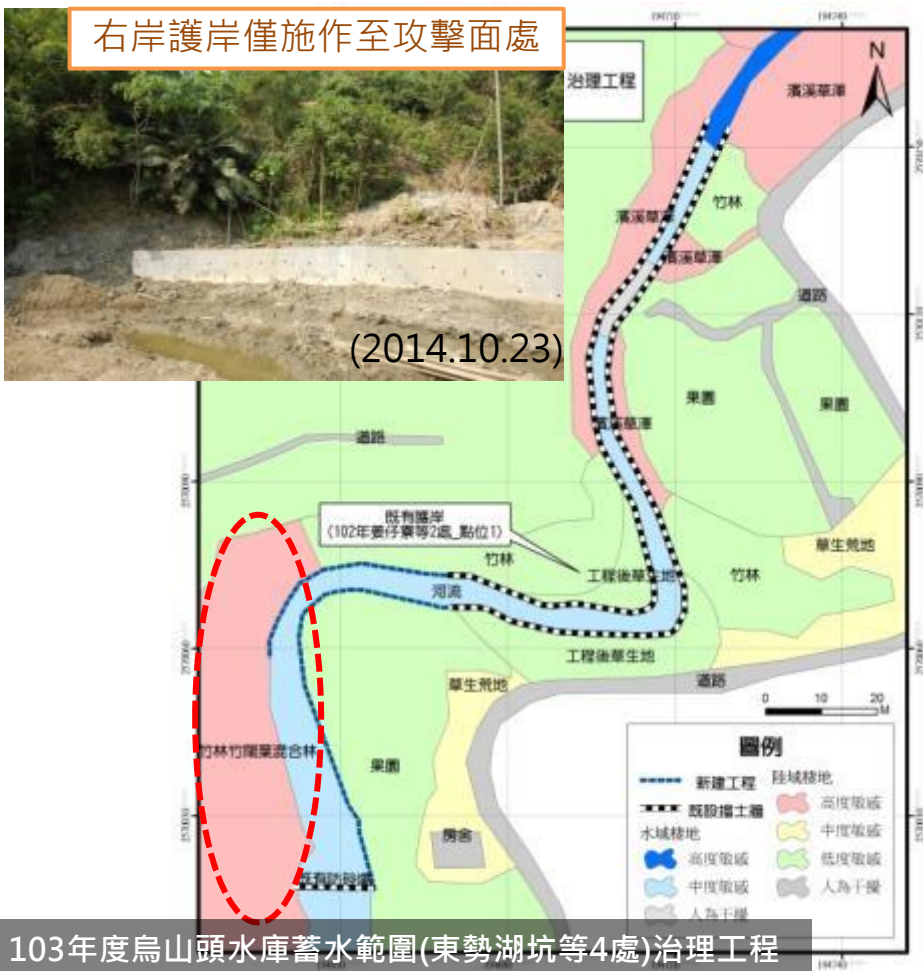 右岸護岸僅施作至攻擊面處
(2014.10.23)
治理工程
N
濱溪草澤
竹林
濱溪草澤
濱溪草澤
道路
果園
果園
濱溪草澤
道路
既有護岸
(102年姜仔寮等2處_點位1)
草生荒地
竹林
工程後草生地
竹林
河流
工程後草生地
道路
草生荒地
0 10 20
M
竹林竹闊葉混合林
果園
房舍
圖例
新建工程
既設擋土牆
水域棲地
高度敏感
中度敏感
人為干擾
陸域棲地
高度敏感
中度敏感
低度敏感
人為干擾
103年度烏山頭水庫蓄水範圍(東勢湖坑等4處)治理工程